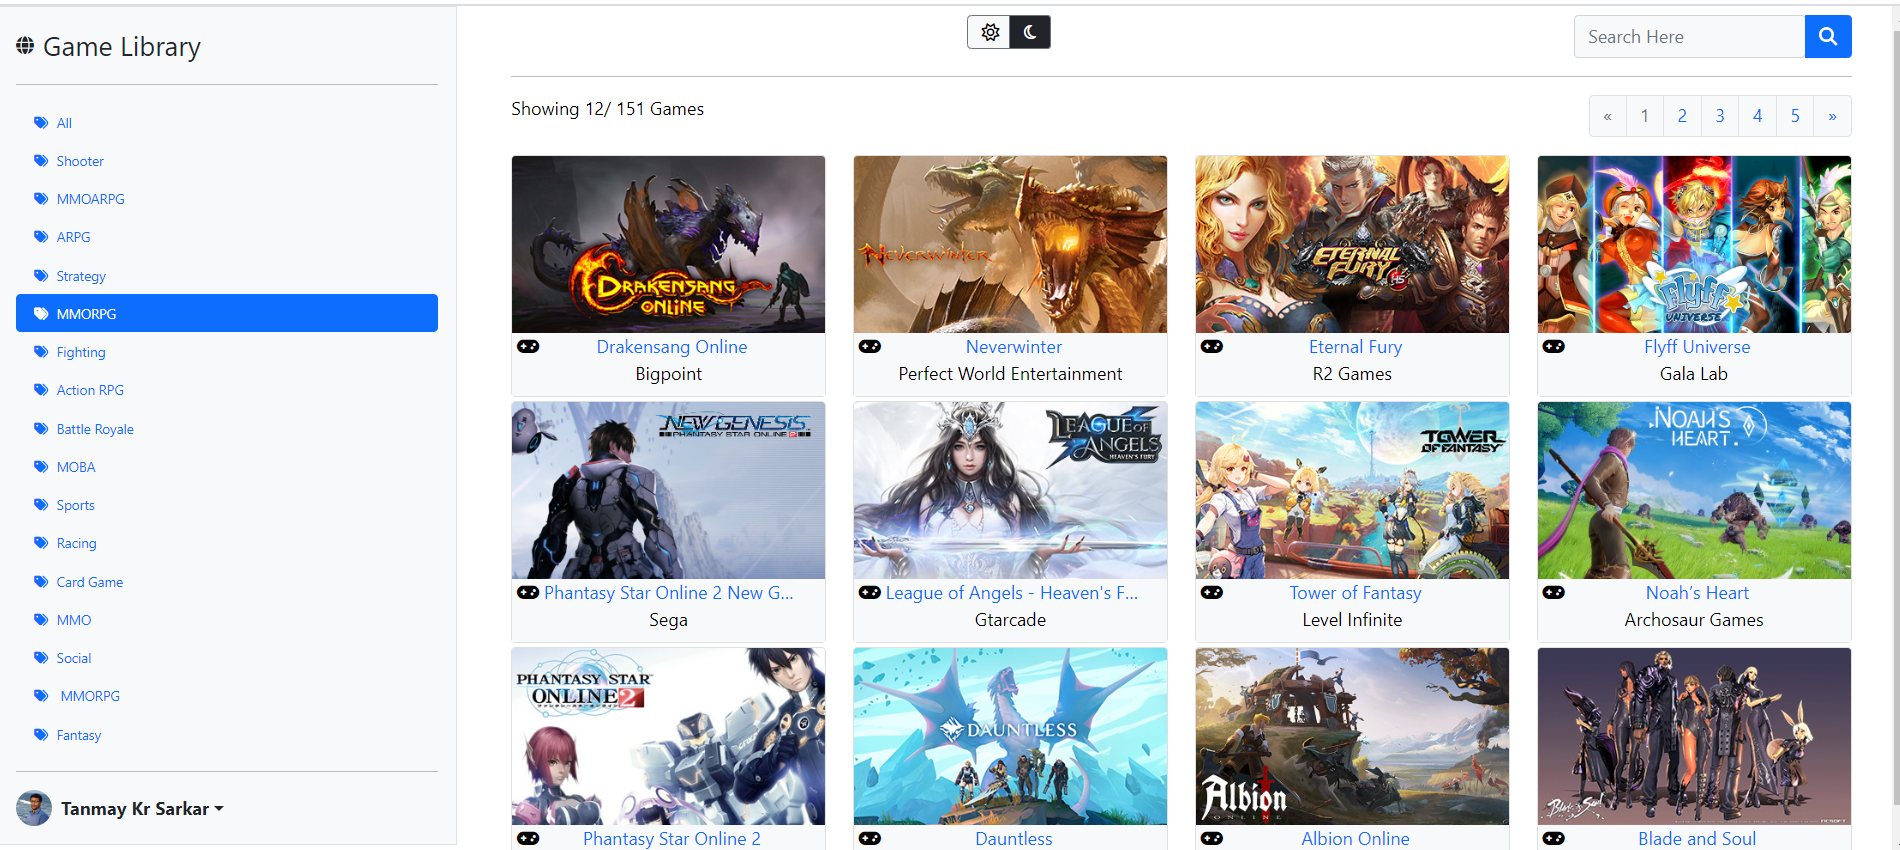 Game Library
All
Shooter
MMOARPG
ARPG
Strategy
MMORPG
Fighting
Action RPG
Battle Royale
MOBA
Sports
Racing
Card Game
MMO
Social
MMORPG
Fantasy
Tanmay Kr Sarkar
Search Here
Showing 12/ 151 Games
« 1 2 3 4 5 »
DRAKENSANG
ONLINE
NEVERWINTER
ETERNAL
FURY
Flyff
UNIVERSE
Drakensang Online
Neverwinter
Eternal Fury
Flyff Universe
Bigpoint
Perfect World Entertainment
R2 Games
Gala Lab
NEW GENESIS
PHANTASY STAR ONLINE 2
LEAGUE OF
ANGELS
HEAVEN'S FURY
TOWER
OF FANTASY
NOAH'S
HEART
Phantasy Star Online 2 New G...
League of Angels - Heaven's F...
Tower of Fantasy
Noah's Heart
Sega
Gtarcade
Level Infinite
Archosaur Games
PHANTASY STAR
ONLINE 2
DAUNTLESS
Albion
ONLINE
Blade & Soul
NCSOFT
Phantasy Star Online 2
Dauntless
Albion Online
Blade and Soul